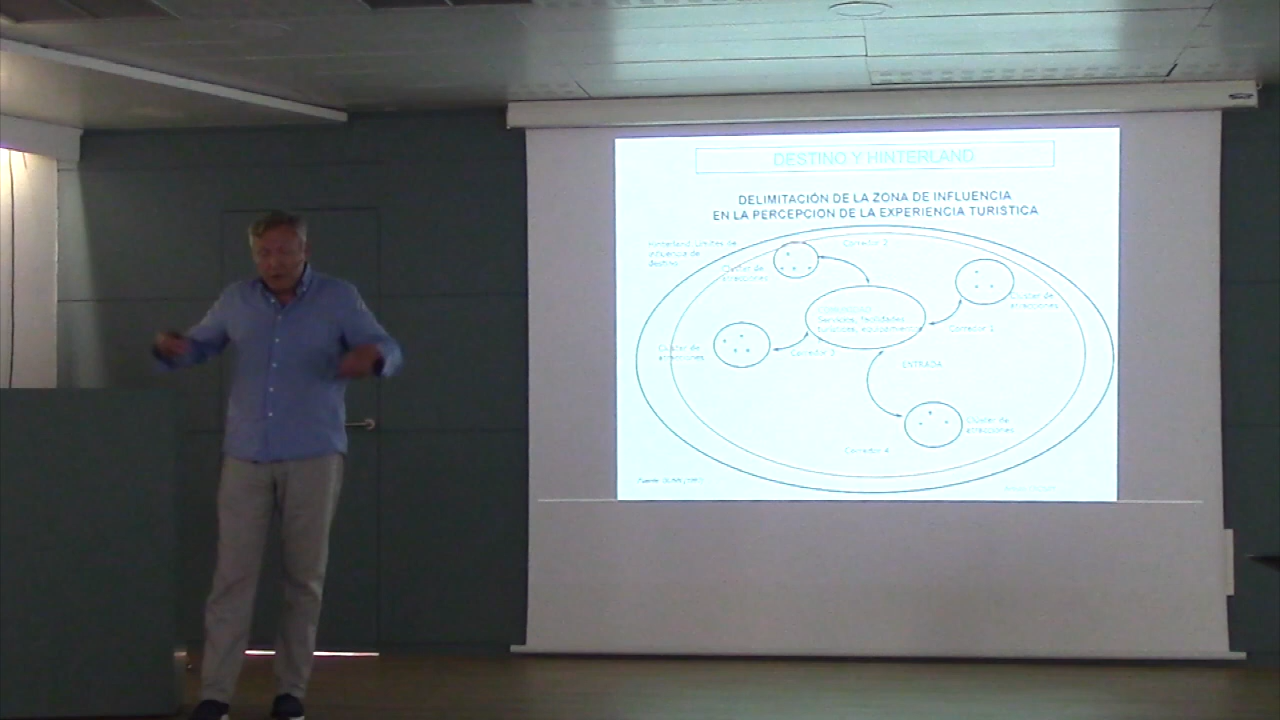 DESTINO Y HINTERLAND
DELIMITACIÓN DE LA ZONA DE INFLUENCIA
EN LA PERCEPCION DE LA EXPERIENCIA TURISTICA
Hinterland: Límites de
influencia de
destino
Corredor 2
Cluster de
atracciones
Cluster de
atracciones
COMUNIDAD
Servicios, facilidades
turísticas, equipamiento
Corredor 1
Cluster de
atracciones
Corredor 3
ENTRADA
Cluster de
atracciones
Corredor 4
Fuente: